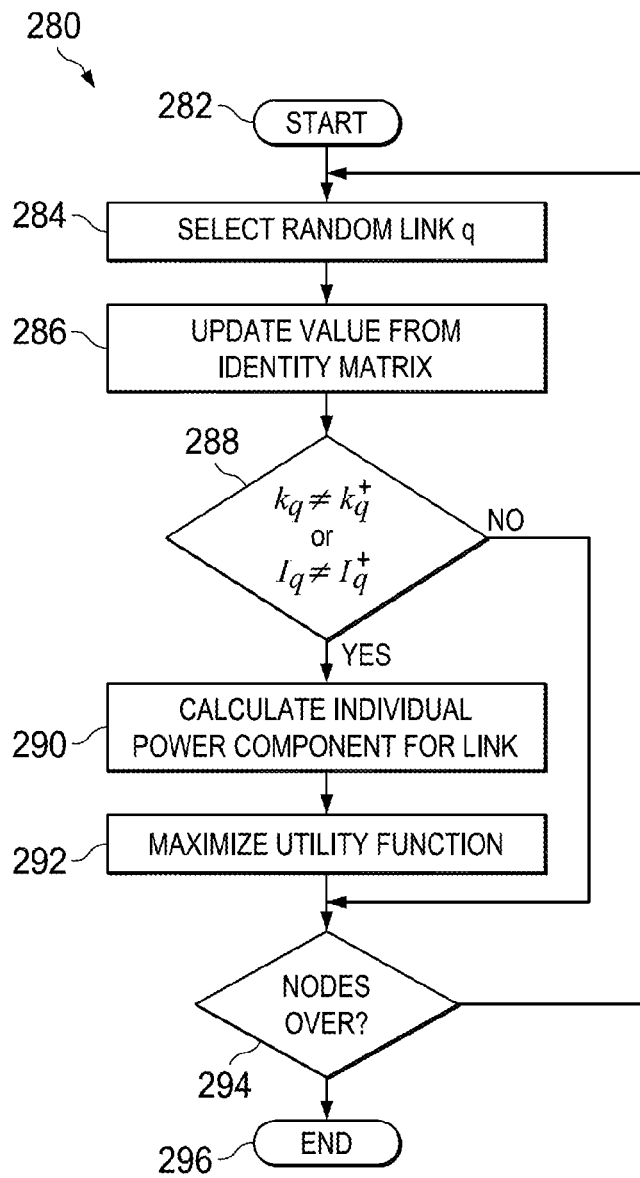 280
282
START
284
SELECT RANDOM LINK q
286
UPDATE VALUE FROM
IDENTITY MATRIX
288
k_q ≠ k_q^+
or
I_q ≠ I_q^+
NO
YES
290
CALCULATE INDIVIDUAL
POWER COMPONENT FOR LINK
292
MAXIMIZE UTILITY FUNCTION
NODES
OVER?
294
END
296